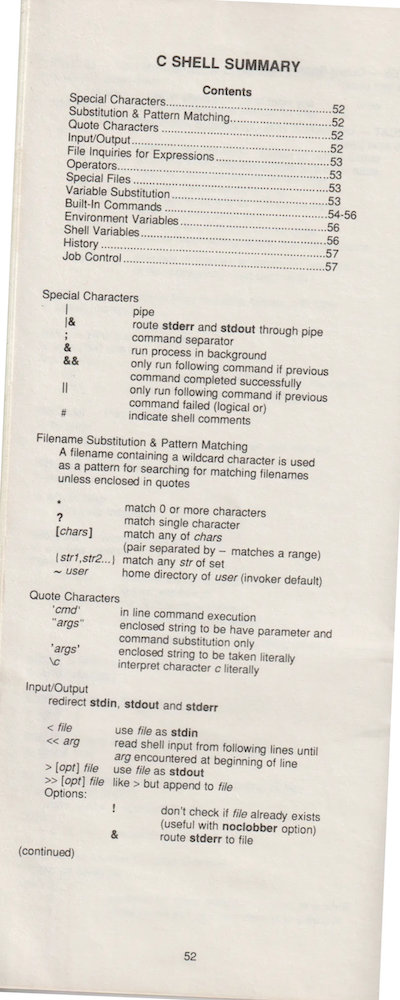 C SHELL SUMMARY
Contents
Special Characters..................................................52
Substitution & Pattern Matching..............................52
Quote Characters ..................................................52
Input/Output............................................................52
File Inquiries for Expressions..................................53
Operators................................................................53
Special Files ...........................................................53
Variable Substitution ...............................................53
Built-In Commands ............................................54-56
Environment Variables............................................56
Shell Variables........................................................56
History ....................................................................57
Job Control..............................................................57
Special Characters
| pipe
|& route stderr and stdout through pipe
; command separator
& run process in background
&& only run following command if previous
command completed successfully
|| only run following command if previous
command failed (logical or)
# indicate shell comments
Filename Substitution & Pattern Matching
A filename containing a wildcard character is used
as a pattern for searching for matching filenames
unless enclosed in quotes
* match 0 or more characters
? match single character
[chars] match any of chars
(pair separated by – matches a range)
{str1,str2...} match any str of set
~ user home directory of user (invoker default)
Quote Characters
'cmd' in line command execution
"args" enclosed string to be have parameter and
command substitution only
'args' enclosed string to be taken literally
\c interpret character c literally
Input/Output
redirect stdin, stdout and stderr
< file use file as stdin
<< arg read shell input from following lines until
arg encountered at beginning of line
> [opt] file use file as stdout
>> [opt] file like > but append to file
Options:
! don't check if file already exists
(useful with noclobber option)
& route stderr to file
(continued)
52